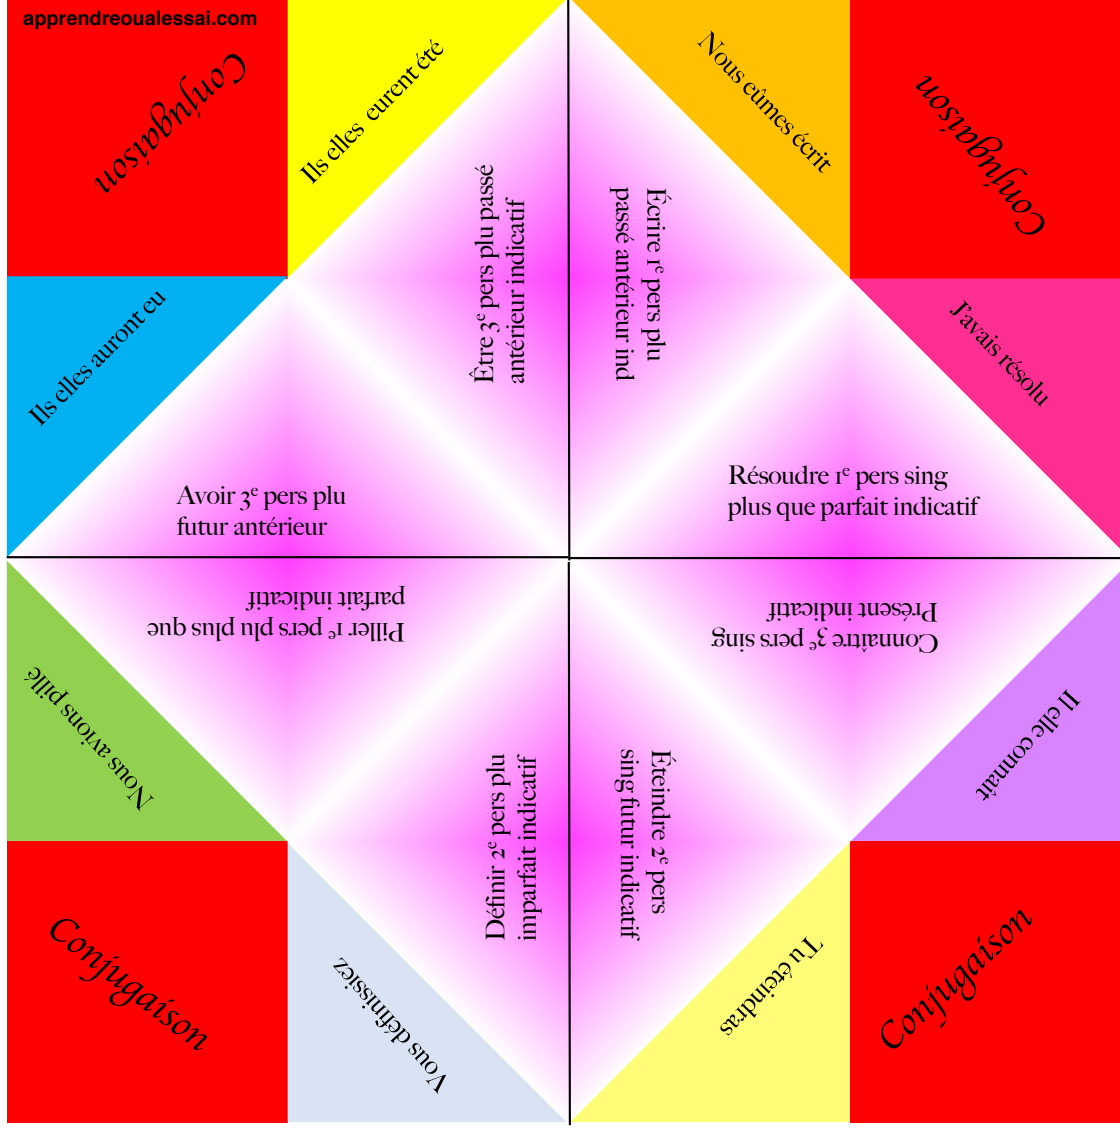 apprendreoualessai.com
Conjugaison
Ils elles eurent été
Nous eûmes écrit
Conjugaison
Être 3e pers plu passé
antérieur indicatif
Écrire 1e pers plu
passé antérieur ind
Ils elles auront eu
J'avais résolu
Avoir 3e pers plu
futur antérieur
Résoudre 1e pers sing
plus que parfait indicatif
Piller 1e pers plu plus que
parfait indicatif
Connaître 3e pers sing
Présent indicatif
Nous avions pillé
Il elle connaît
Définir 2e pers plu
imparfait indicatif
Éteindre 2e pers
sing futur indicatif
Conjugaison
Vous définissiez
Tu éteindras
Conjugaison